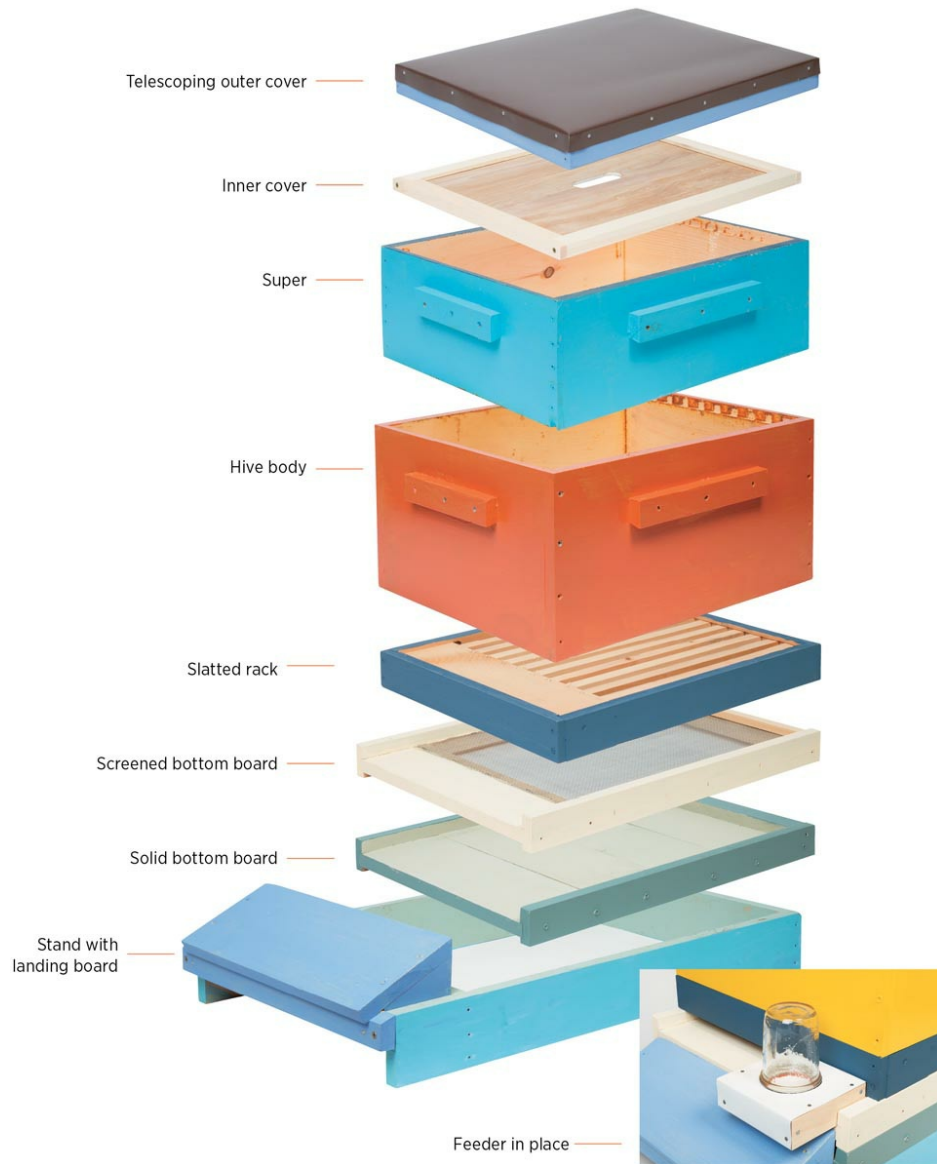 Telescoping outer cover
Inner cover
Super
Hive body
Slatted rack
Screened bottom board
Solid bottom board
Stand with
landing board
Feeder in place